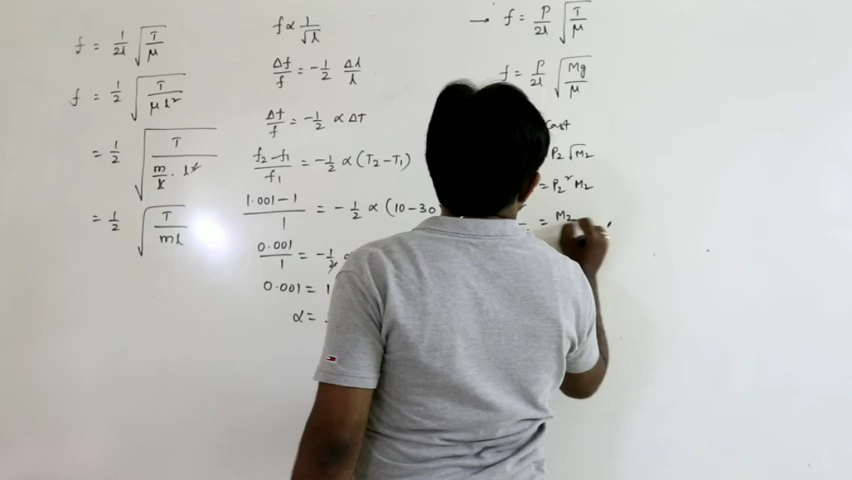 f = 1/2l √(T/μ)
f = 1/2 √(T/μl²)
= 1/2 √(T/(m/l · l²))
= 1/2 √(T/ml)
f ∝ 1/√l
Δf/f = -1/2 Δl/l
Δf/f = -1/2 ∝ ΔT
(f₂-f₁)/f₁ = -1/2 ∝ (T₂-T₁)
(1.001-1)/1 = -1/2 ∝ (10-30
0.001/1 = -1/2
0.001 =
∝ =
→ f = P/2l √(T/μ)
f = P/2l √(Mg/μ)
P₂√M₂
= P₂² M₂
= M₂